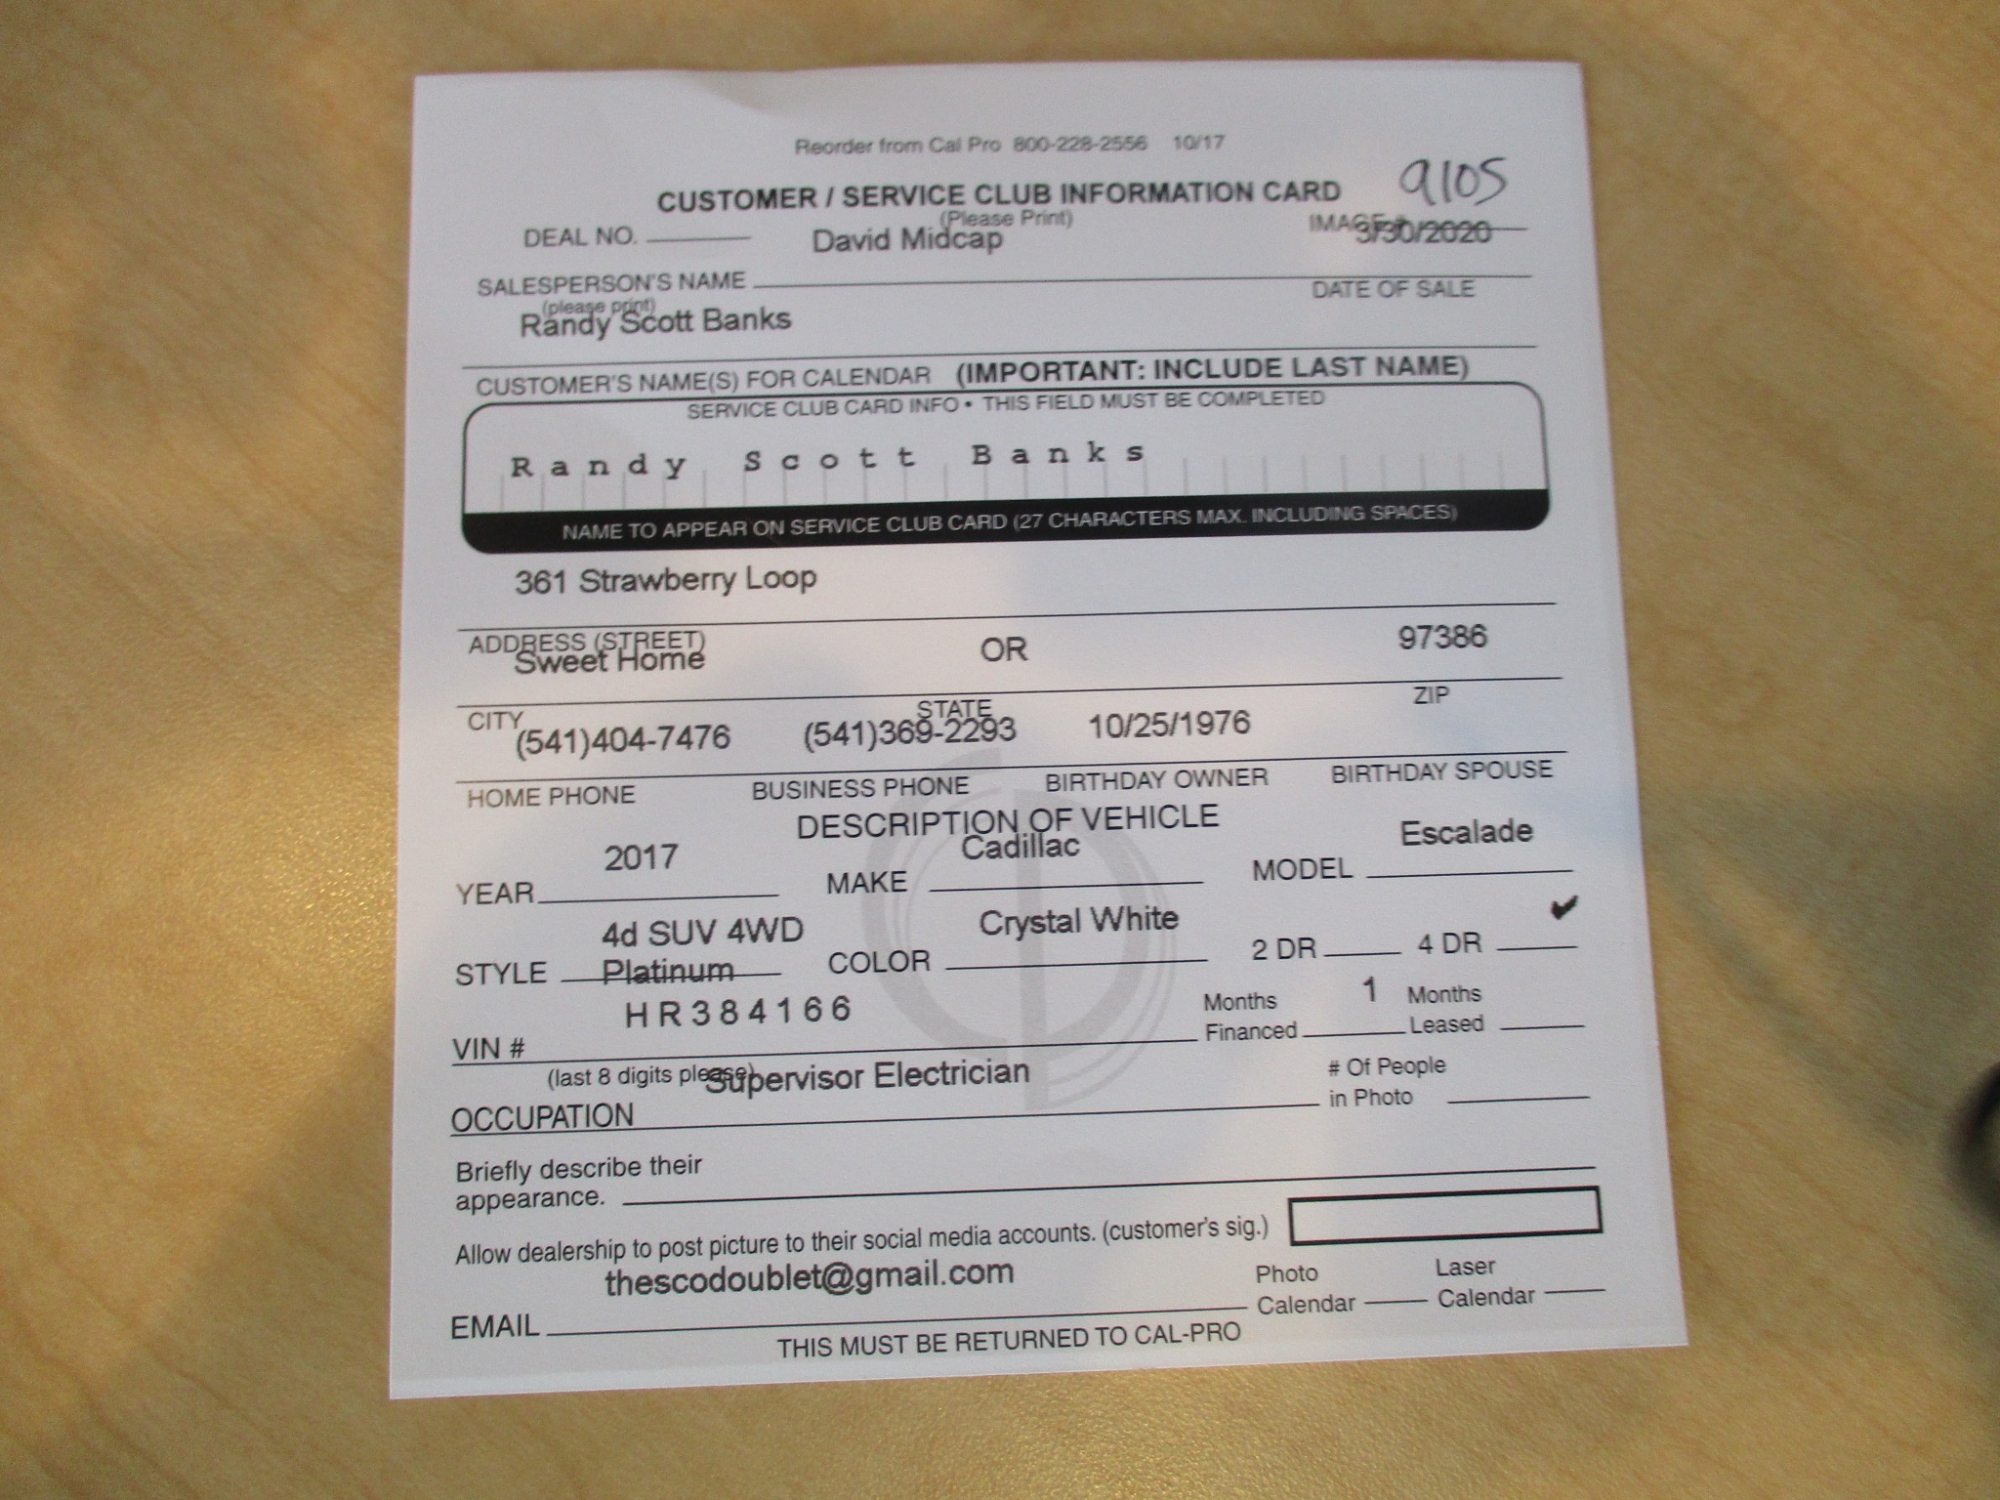 Reorder from Cal Pro 800-228-2556 10/17
CUSTOMER / SERVICE CLUB INFORMATION CARD 9105
(Please Print)
DEAL NO. David Midcap IMAGE # 3/30/2020
SALESPERSON'S NAME DATE OF SALE
(please print)
Randy Scott Banks
CUSTOMER'S NAME(S) FOR CALENDAR (IMPORTANT: INCLUDE LAST NAME)
SERVICE CLUB CARD INFO • THIS FIELD MUST BE COMPLETED
Randy Scott Banks
NAME TO APPEAR ON SERVICE CLUB CARD (27 CHARACTERS MAX. INCLUDING SPACES)
361 Strawberry Loop
ADDRESS (STREET)
Sweet Home OR 97386
CITY STATE ZIP
(541)404-7476 (541)369-2293 10/25/1976
HOME PHONE BUSINESS PHONE BIRTHDAY OWNER BIRTHDAY SPOUSE
DESCRIPTION OF VEHICLE
2017 Cadillac Escalade
YEAR MAKE MODEL
4d SUV 4WD Crystal White ✔
STYLE Platinum COLOR 2 DR 4 DR
HR384166 Months 1 Months
VIN # Financed Leased
(last 8 digits please) Supervisor Electrician # Of People
OCCUPATION in Photo
Briefly describe their
appearance.
Allow dealership to post picture to their social media accounts. (customer's sig.)
thescodoublet@gmail.com Photo Laser
EMAIL Calendar Calendar
THIS MUST BE RETURNED TO CAL-PRO